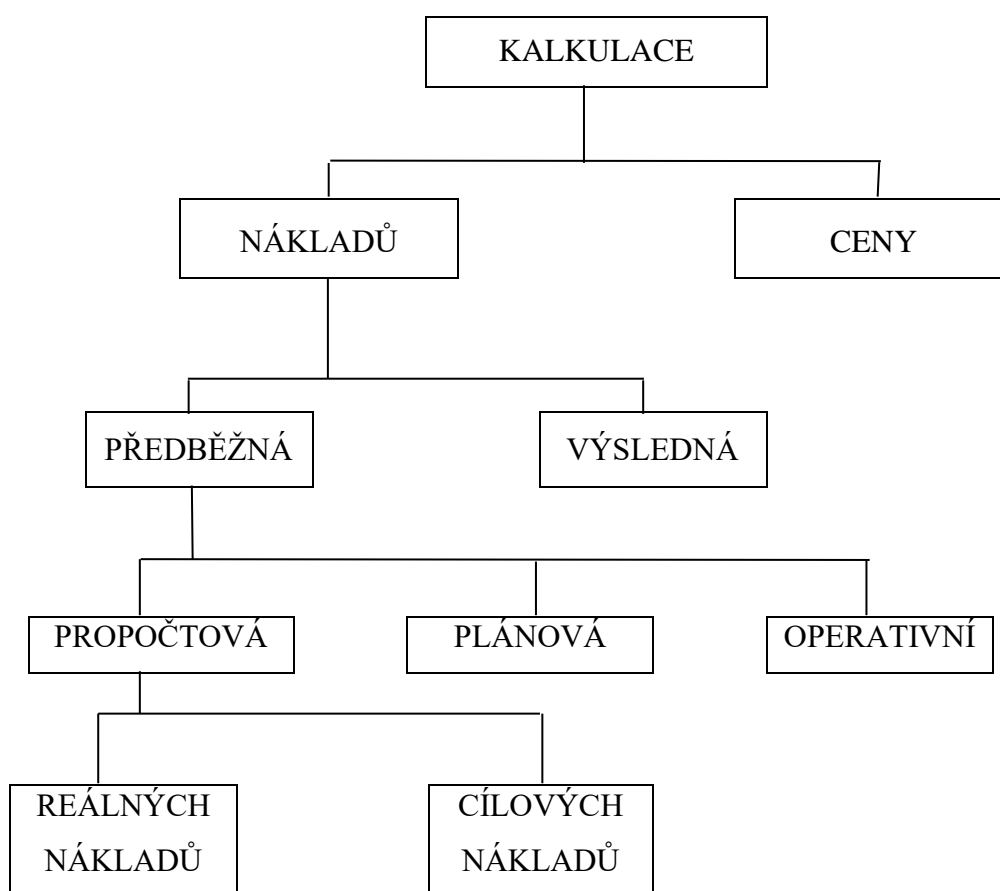 KALKULACE
NÁKLADŮ
CENY
PŘEDBĚŽNÁ
VÝSLEDNÁ
PROPOČTOVÁ
PLÁNOVÁ
OPERATIVNÍ
REÁLNÝCH
NÁKLADŮ
CÍLOVÝCH
NÁKLADŮ